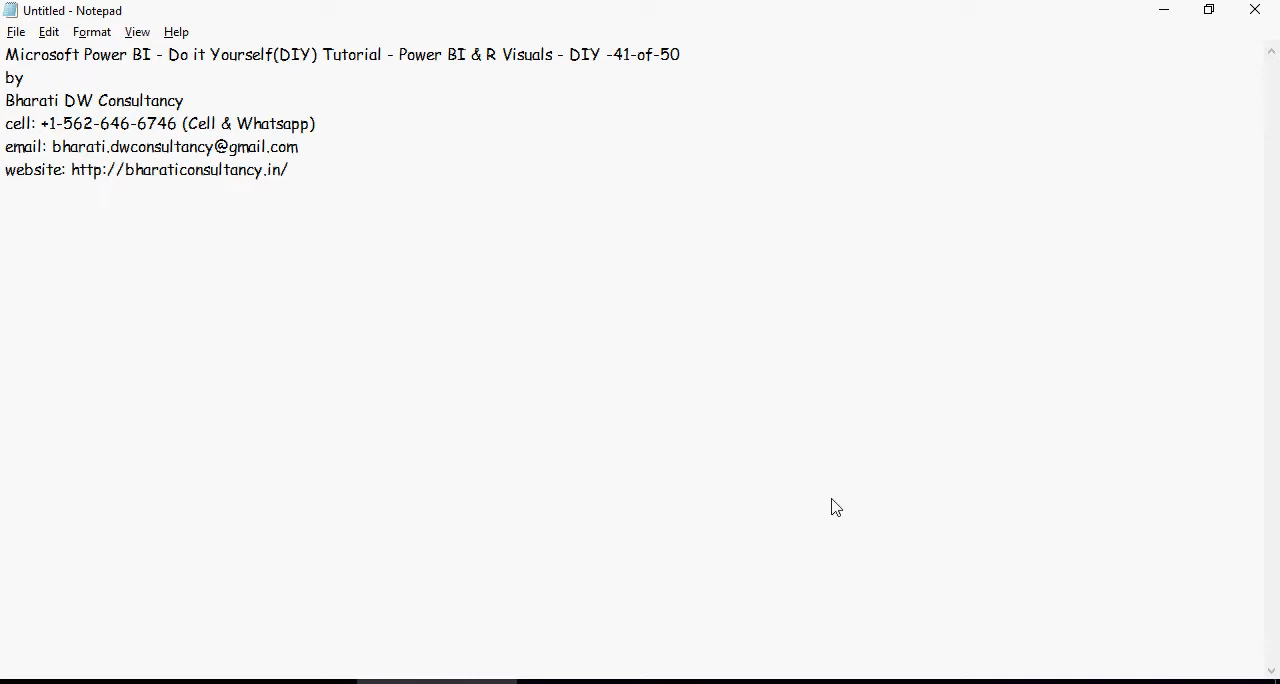 Untitled - Notepad
File Edit Format View Help
Microsoft Power BI - Do it Yourself(DIY) Tutorial - Power BI & R Visuals - DIY -41-of-50
by
Bharati DW Consultancy
cell: +1-562-646-6746 (Cell & Whatsapp)
email: bharati.dwconsultancy@gmail.com
website: http://bharaticonsultancy.in/